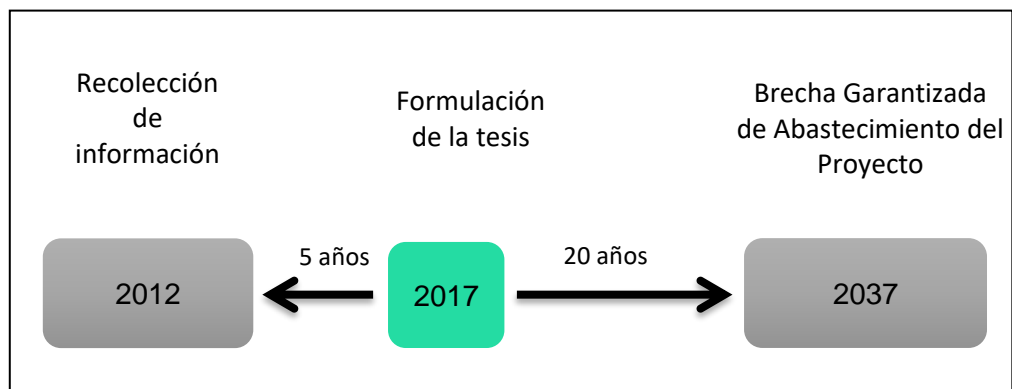 Recolección
de
información
Formulación
de la tesis
Brecha Garantizada
de Abastecimiento del
Proyecto
2012
5 años
2017
20 años
2037